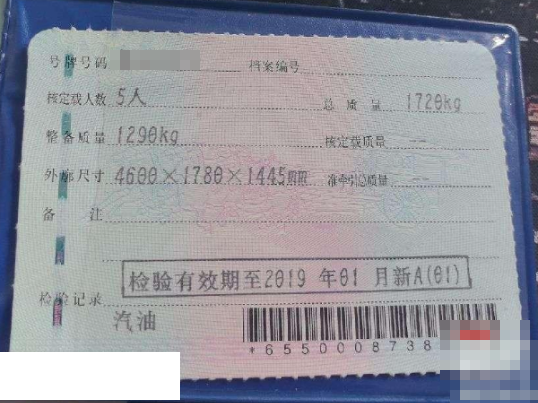 号牌号码 档案编号
核定载人数 5人 总质量 1720kg
整备质量 1290kg 核定载质量 --
外廓尺寸 4600×1780×1445mm 准牵引总质量 --
备注
检验记录 检验有效期至2019年01月新A(01)
汽油
*6550008738